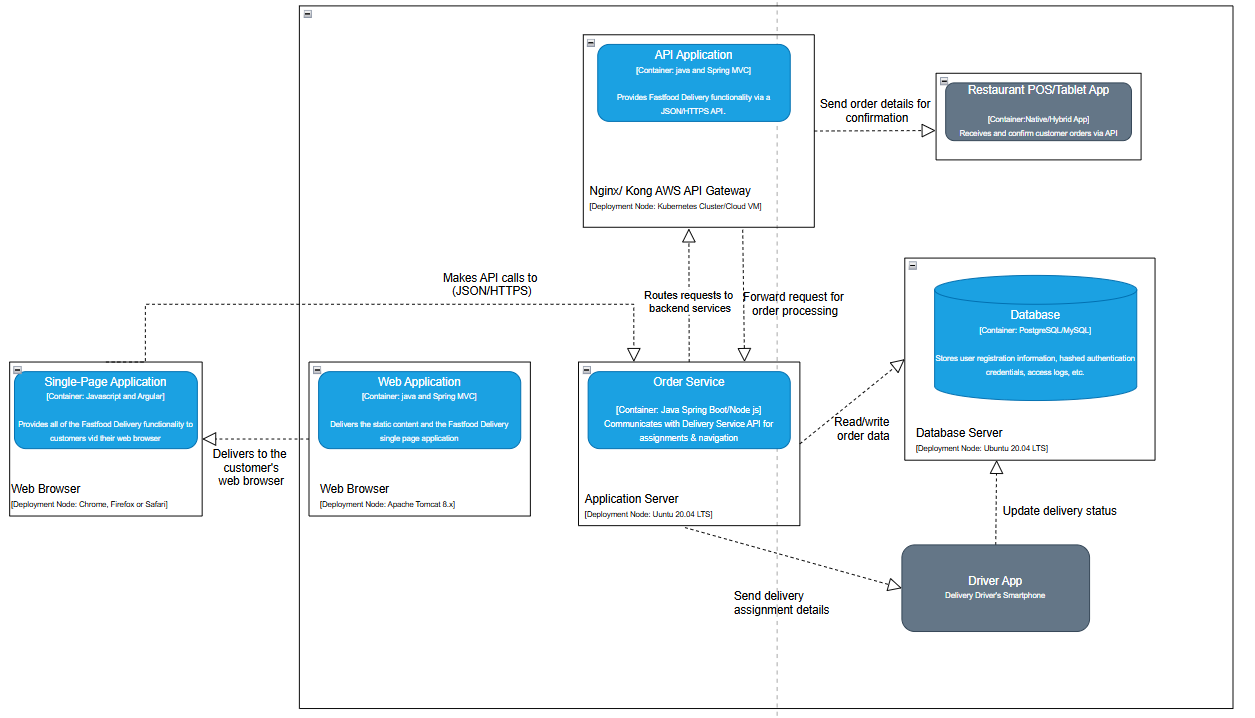 API Application
[Container: java and Spring MVC]
Provides Fastfood Delivery functionality via a
JSON/HTTPS API.
Nginx/ Kong AWS API Gateway
[Deployment Node: Kubernetes Cluster/Cloud VM]
Send order details for
confirmation
Restaurant POS/Tablet App
[Container:Native/Hybrid App]
Receives and confirm customer orders via API
Makes API calls to
(JSON/HTTPS)
Routes requests to
backend services
Forward request for
order processing
Database
[Container: PostgreSQL/MySQL]
Stores user registration information, hashed authentication
credentials, access logs, etc.
Database Server
[Deployment Node: Ubuntu 20.04 LTS]
Single-Page Application
[Container: Javascript and Argular]
Provides all of the Fastfood Delivery functionality to
customers vid their web browser
Web Browser
[Deployment Node: Chrome, Firefox or Safari]
Delivers to the
customer's
web browser
Web Application
[Container: java and Spring MVC]
Delivers the static content and the Fastfood Delivery
single page application
Web Browser
[Deployment Node: Apache Tomcat 8.x]
Order Service
[Container: Java Spring Boot/Node js]
Communicates with Delivery Service API for
assignments & navigation
Application Server
[Deployment Node: Uuntu 20.04 LTS]
Read/write
order data
Update delivery status
Send delivery
assignment details
Driver App
Delivery Driver's Smartphone